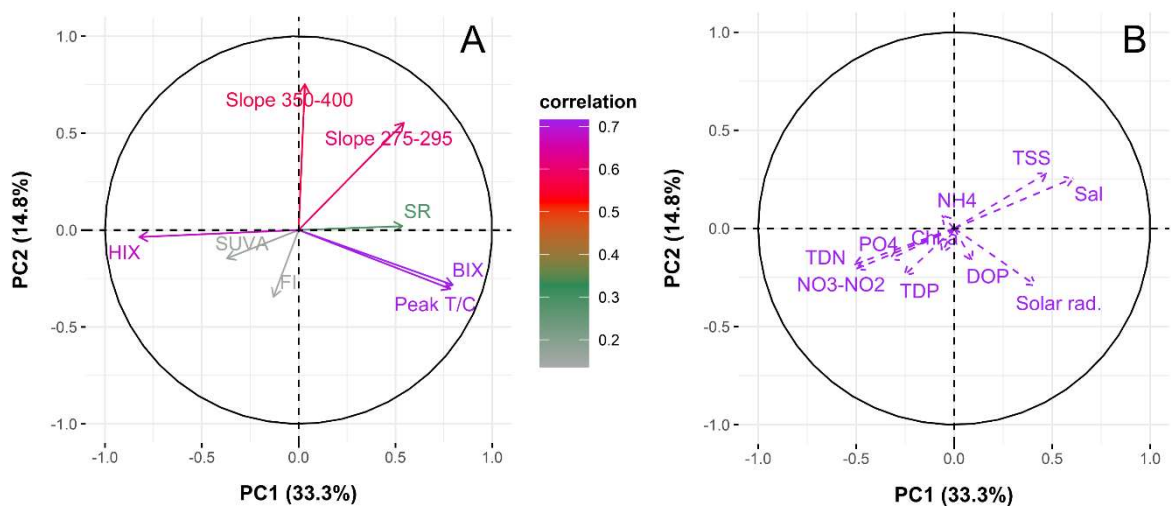 A
1.0
Slope 350-400
Slope 275-295
0.5
SR
0.0
HIX
SUVA
FI
BIX
Peak T/C
-0.5
-1.0
PC2 (14.8%)
-1.0
-0.5
0.0
0.5
1.0
PC1 (33.3%)
correlation
0.7
0.6
0.5
0.4
0.3
0.2
B
1.0
0.5
TSS
Sal
NH4
0.0
PO4
TDN
NO3-NO2
TDP
DOP
Solar rad.
-0.5
-1.0
PC2 (14.8%)
-1.0
-0.5
0.0
0.5
1.0
PC1 (33.3%)